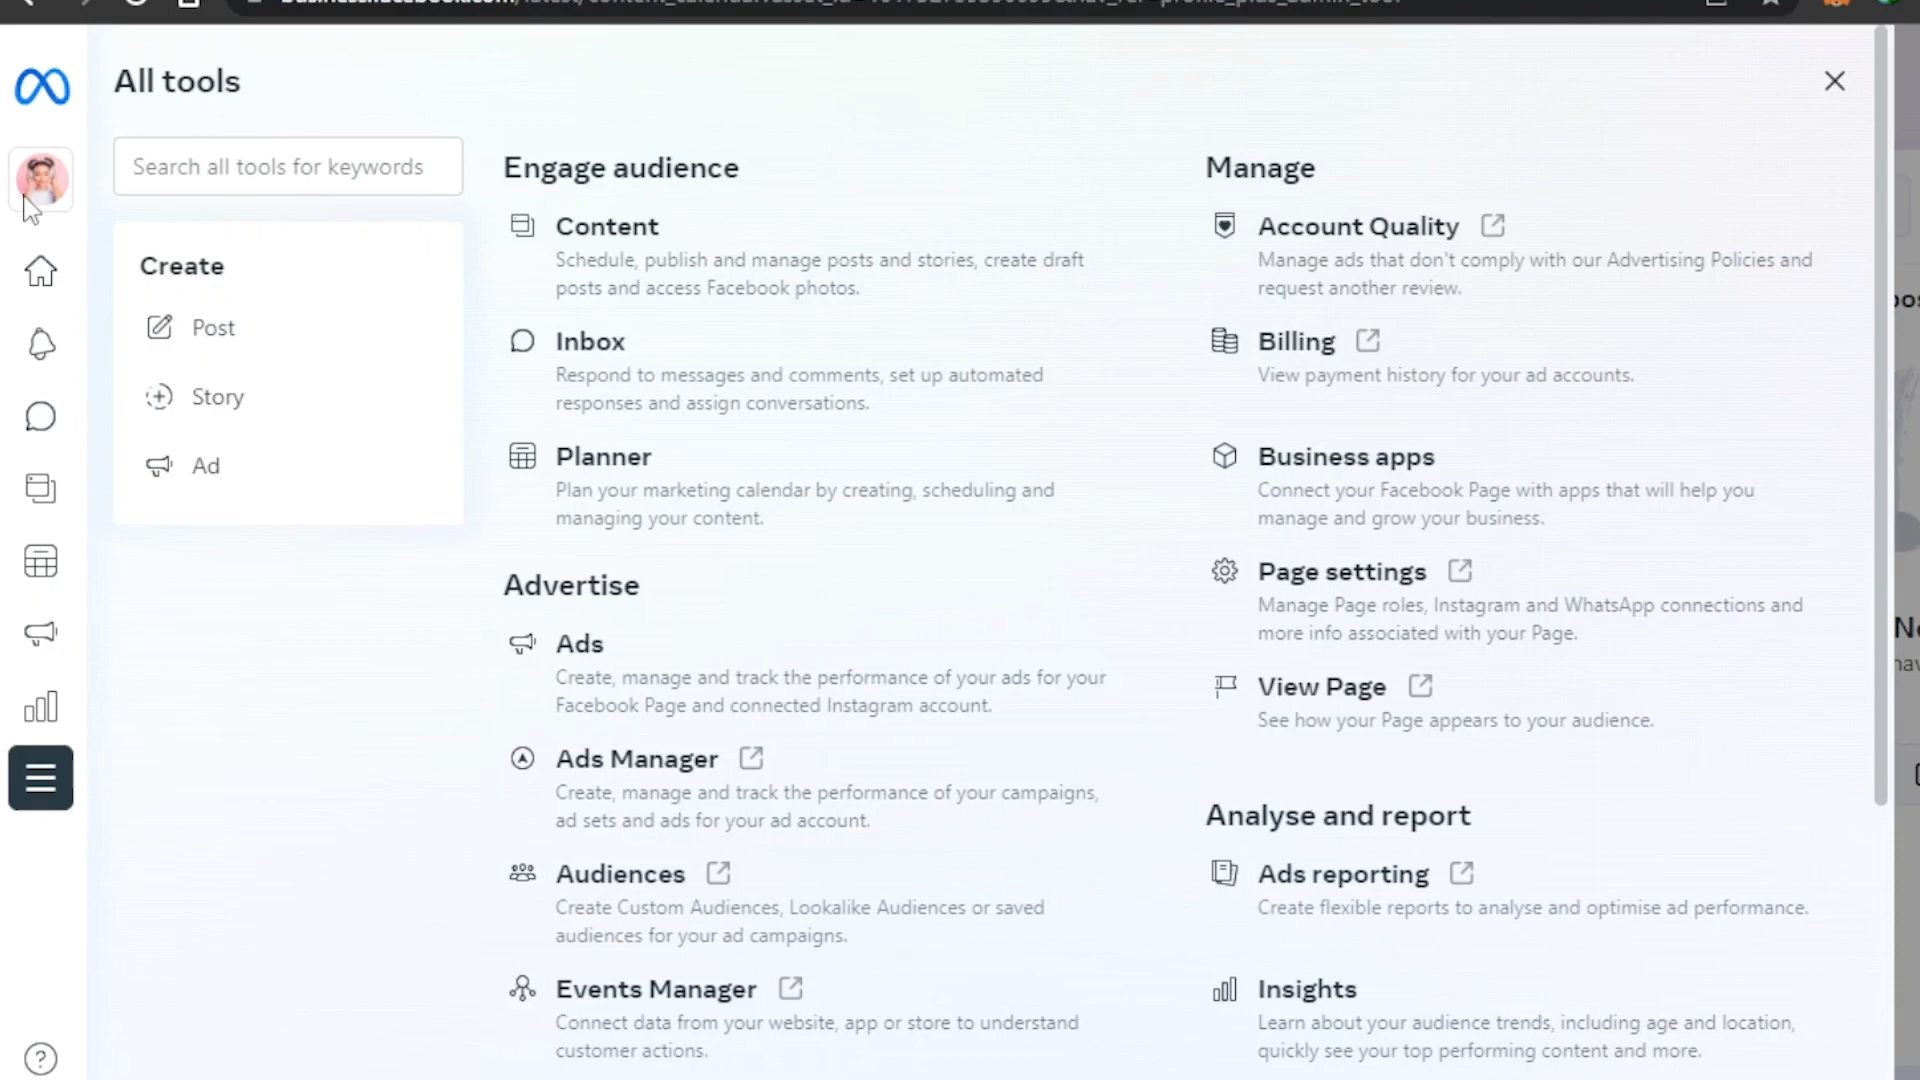 All tools
Search all tools for keywords
Create
Post
Story
Ad
Engage audience
Content
Schedule, publish and manage posts and stories, create draft
posts and access Facebook photos.
Inbox
Respond to messages and comments, set up automated
responses and assign conversations.
Planner
Plan your marketing calendar by creating, scheduling and
managing your content.
Advertise
Ads
Create, manage and track the performance of your ads for your
Facebook Page and connected Instagram account.
Ads Manager
Create, manage and track the performance of your campaigns,
ad sets and ads for your ad account.
Audiences
Create Custom Audiences, Lookalike Audiences or saved
audiences for your ad campaigns.
Events Manager
Connect data from your website, app or store to understand
customer actions.
Manage
Account Quality
Manage ads that don't comply with our Advertising Policies and
request another review.
Billing
View payment history for your ad accounts.
Business apps
Connect your Facebook Page with apps that will help you
manage and grow your business.
Page settings
Manage Page roles, Instagram and WhatsApp connections and
more info associated with your Page.
View Page
See how your Page appears to your audience.
Analyse and report
Ads reporting
Create flexible reports to analyse and optimise ad performance.
Insights
Learn about your audience trends, including age and location,
quickly see your top performing content and more.